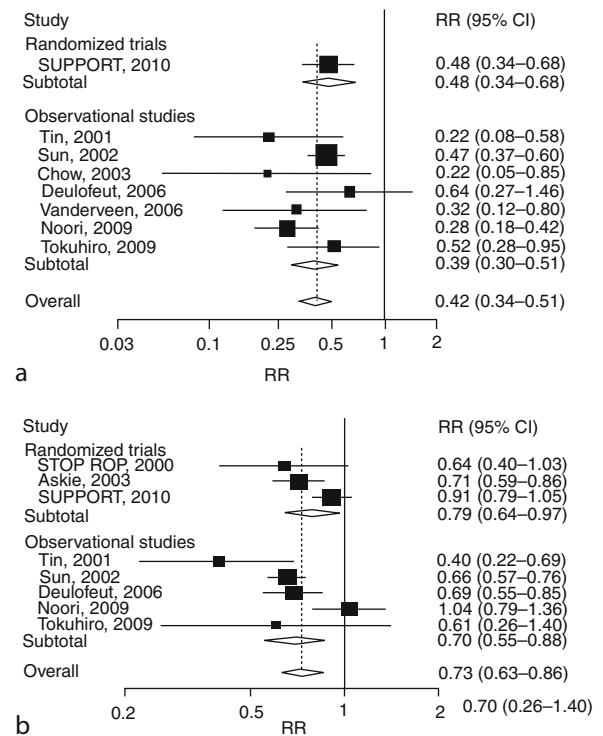 Study RR (95% CI)
Randomized trials
SUPPORT, 2010 0.48 (0.34–0.68)
Subtotal 0.48 (0.34–0.68)
Observational studies
Tin, 2001 0.22 (0.08–0.58)
Sun, 2002 0.47 (0.37–0.60)
Chow, 2003 0.22 (0.05–0.85)
Deulofeut, 2006 0.64 (0.27–1.46)
Vanderveen, 2006 0.32 (0.12–0.80)
Noori, 2009 0.28 (0.18–0.42)
Tokuhiro, 2009 0.52 (0.28–0.95)
Subtotal 0.39 (0.30–0.51)
Overall 0.42 (0.34–0.51)
0.03 0.1 0.25 0.5 1 2
a RR
Study RR (95% CI)
Randomized trials
STOP ROP, 2000 0.64 (0.40–1.03)
Askie, 2003 0.71 (0.59–0.86)
SUPPORT, 2010 0.91 (0.79–1.05)
Subtotal 0.79 (0.64–0.97)
Observational studies
Tin, 2001 0.40 (0.22–0.69)
Sun, 2002 0.66 (0.57–0.76)
Deulofeut, 2006 0.69 (0.55–0.85)
Noori, 2009 1.04 (0.79–1.36)
Tokuhiro, 2009 0.61 (0.26–1.40)
Subtotal 0.70 (0.55–0.88)
Overall 0.73 (0.63–0.86)
0.2 0.5 1 2 0.70 (0.26–1.40)
b RR